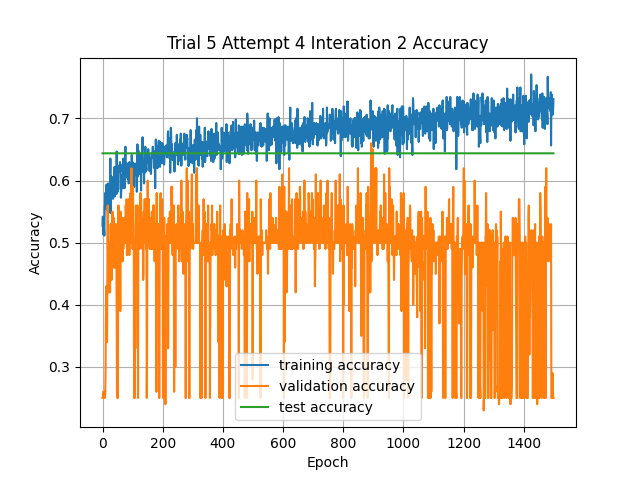 Trial 5 Attempt 4 Interation 2 Accuracy
0.7
0.6
0.5
0.4
0.3
Accuracy
training accuracy
validation accuracy
test accuracy
0 200 400 600 800 1000 1200 1400
Epoch